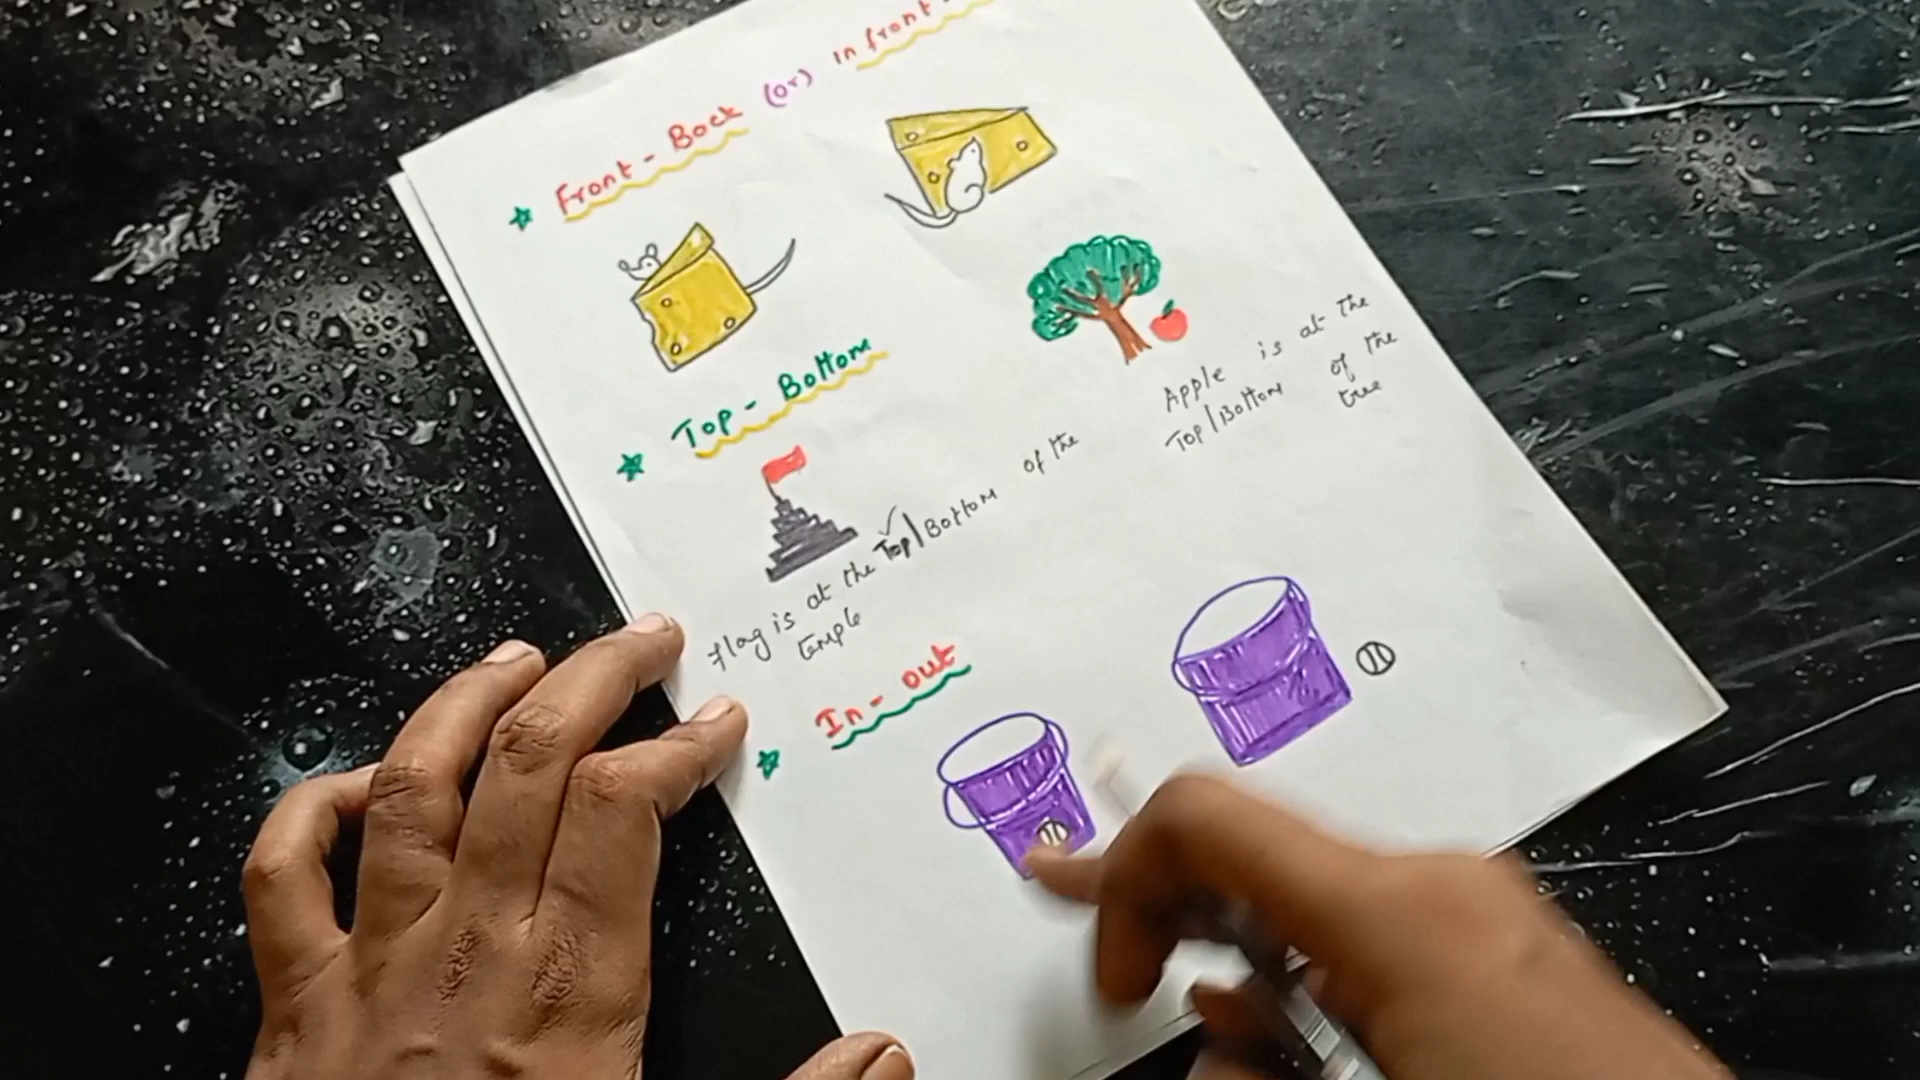 Front - Back (or) In front
Top - Bottom
Apple is at the
Top/Bottom of the
tree
Flag is at the Top/Bottom of the
temple
In - out